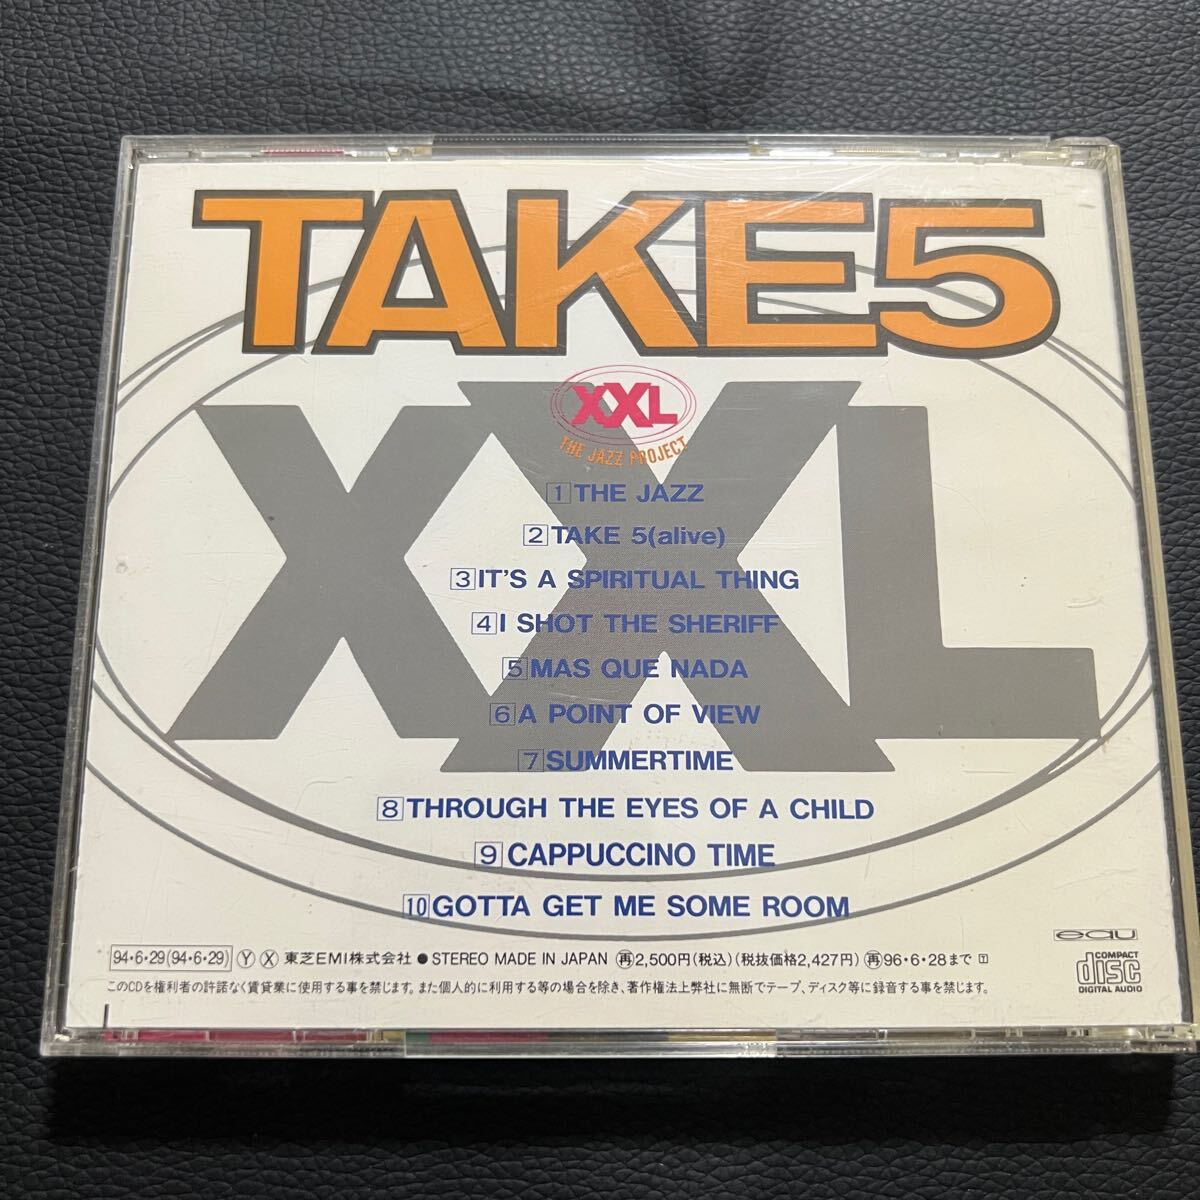 TAKE5
XXL
XXL
THE JAZZ PROJECT
1 THE JAZZ
2 TAKE 5(alive)
3 IT'S A SPIRITUAL THING
4 I SHOT THE SHERIFF
5 MAS QUE NADA
6 A POINT OF VIEW
7 SUMMERTIME
8 THROUGH THE EYES OF A CHILD
9 CAPPUCCINO TIME
10 GOTTA GET ME SOME ROOM
eau
94・6・29(94・6・29) Ⓨ Ⓧ 東芝EMI株式会社 ● STEREO MADE IN JAPAN ㊢2,500円(税込)(税抜価格2,427円) 再96・6・28まで
このCDを権利者の許諾なく賃貸業に使用する事を禁じます。また個人的に利用する等の場合を除き、著作権法上弊社に無断でテープ、ディスク等に録音する事を禁じます。
COMPACT
disc
DIGITAL AUDIO